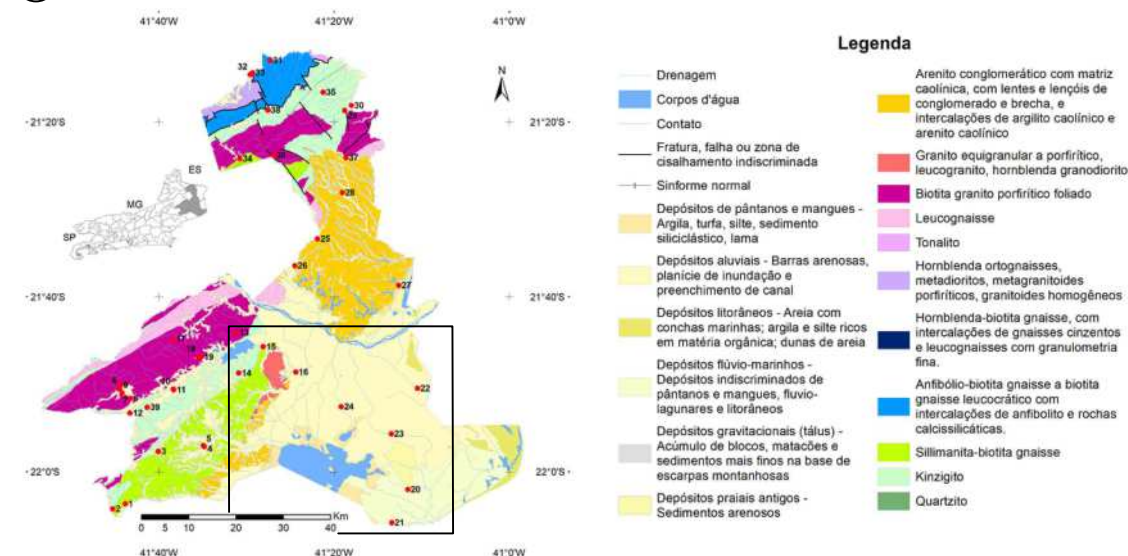 41°40'W
41°20'W
41°0'W
32
33
31
N
35
38
30
21°20'S
21°20'S
34
37
28
ES
MG
SP
25
26
27
21°40'S
21°40'S
13
15
18
19
14
16
11
22
12
39
24
23
5
4
3
22°0'S
22°0'S
20
2
1
21
Km
0
5
10
20
30
40
41°40'W
41°20'W
41°0'W
Legenda
Drenagem
Corpos d'água
Contato
Fratura, falha ou zona de
cisalhamento indiscriminada
Sinforme normal
Depósitos de pântanos e mangues -
Argila, turfa, silte, sedimento
siliciclástico, lama
Depósitos aluviais - Barras arenosas,
planície de inundação e
preenchimento de canal
Depósitos litorâneos - Areia com
conchas marinhas; argila e silte ricos
em matéria orgânica; dunas de areia
Depósitos flúvio-marinhos -
Depósitos indiscriminados de
pântanos e mangues, fluvio-
lagunares e litorâneos
Depósitos gravitacionais (tálus) -
Acúmulo de blocos, matacões e
sedimentos mais finos na base de
escarpas montanhosas
Depósitos praiais antigos -
Sedimentos arenosos
Arenito conglomerático com matriz
caolínica, com lentes e lençóis de
conglomerado e brecha, e
intercalações de argilito caolínico e
arenito caolínico
Granito equigranular a porfirítico,
leucogranito, hornblenda granodiorito
Biotita granito porfirítico foliado
Leucognaisse
Tonalito
Hornblenda ortognaisses,
metadioritos, metagranitoides
porfiríticos, granitoides homogêneos
Hornblenda-biotita gnaisse, com
intercalações de gnaisses cinzentos
e leucognaisses com granulometria
fina.
Anfibólio-biotita gnaisse a biotita
gnaisse leucocrático com
intercalações de anfibolito e rochas
calcissilicáticas.
Sillimanita-biotita gnaisse
Kinzigito
Quartzito